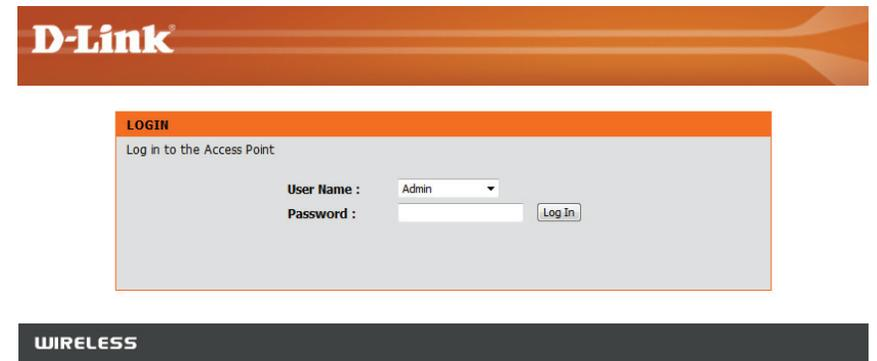 D-Link®
LOGIN
Log in to the Access Point
User Name : Admin
Password : Log In
WIRELESS